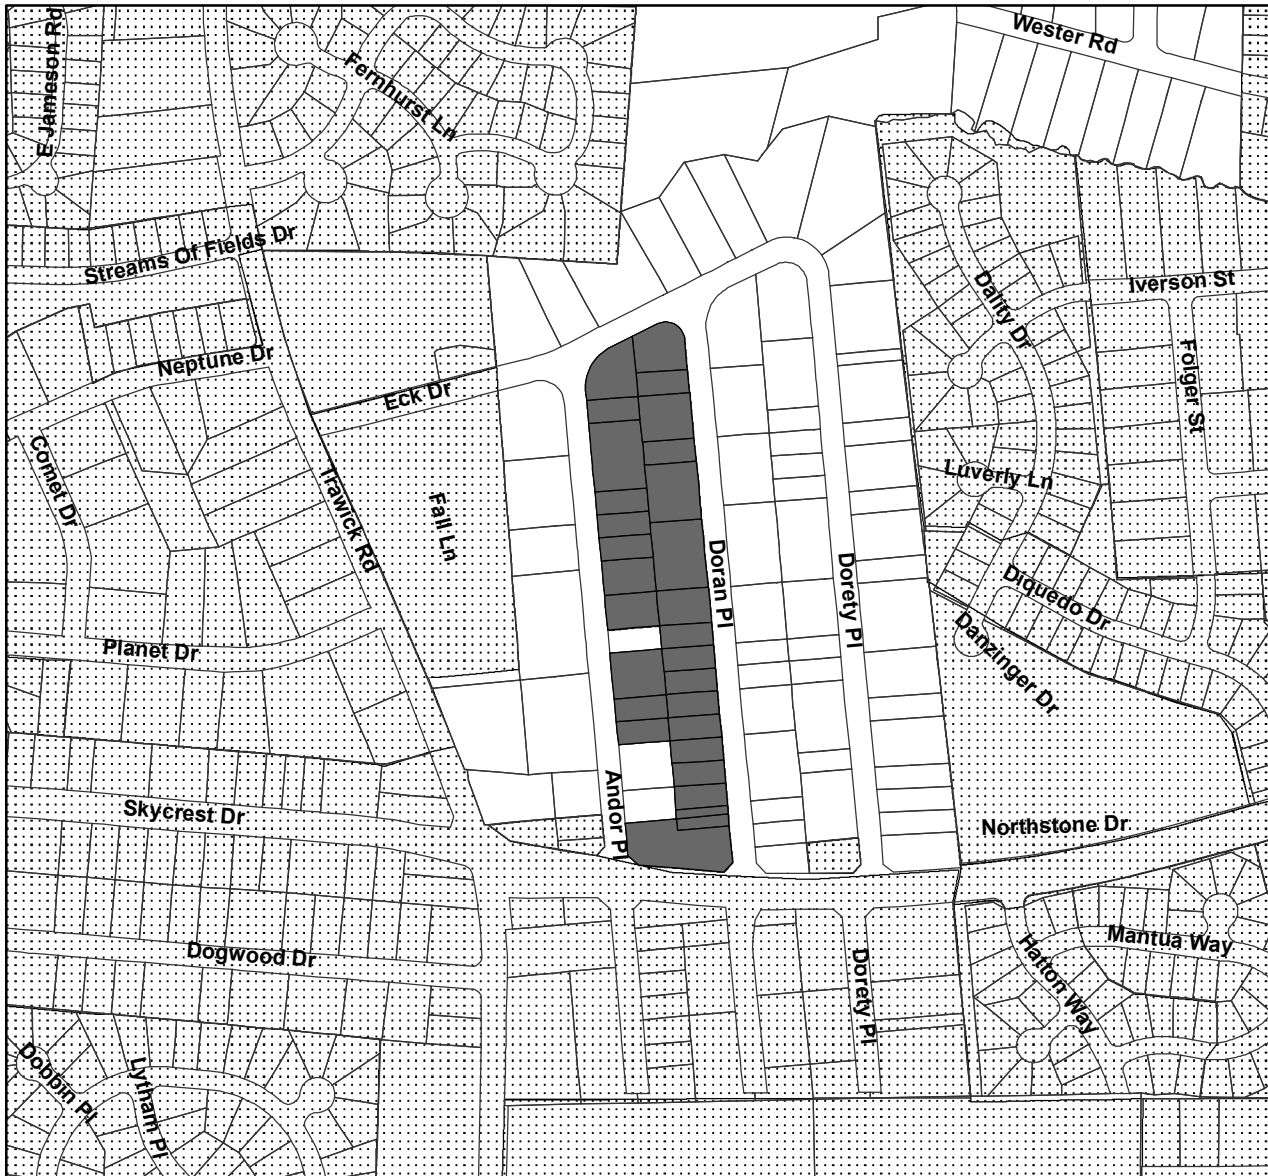 Wester Rd
E Jameson Rd
Fernhurst Ln
Streams Of Fields Dr
Iverson St
Dality Dr
Neptune Dr
Folger St
Eck Dr
Comet Dr
Luverly Ln
Trawick Rd
Fall Ln
Doran Pl
Dorety Pl
Diquedo Dr
Planet Dr
Danzinger Dr
Andor Pl
Skycrest Dr
Northstone Dr
Dogwood Dr
Mantua Way
Hatton Way
Dorety Pl
Dobbin Pl
Lytham Pl